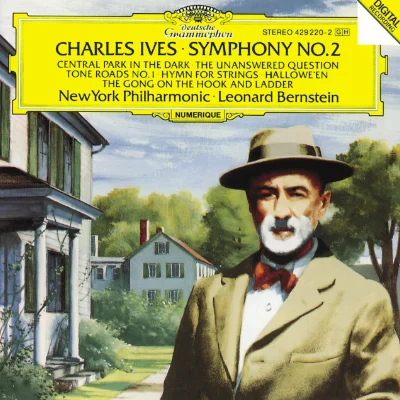 Deutsche
Grammophon
STEREO 429 220-2 GH
DIGITAL
RECORDING
CHARLES IVES · SYMPHONY NO. 2
CENTRAL PARK IN THE DARK · THE UNANSWERED QUESTION
TONE ROADS NO. 1 · HYMN FOR STRINGS · HALLOWE'EN
THE GONG ON THE HOOK AND LADDER
New York Philharmonic · Leonard Bernstein
NUMERIQUE